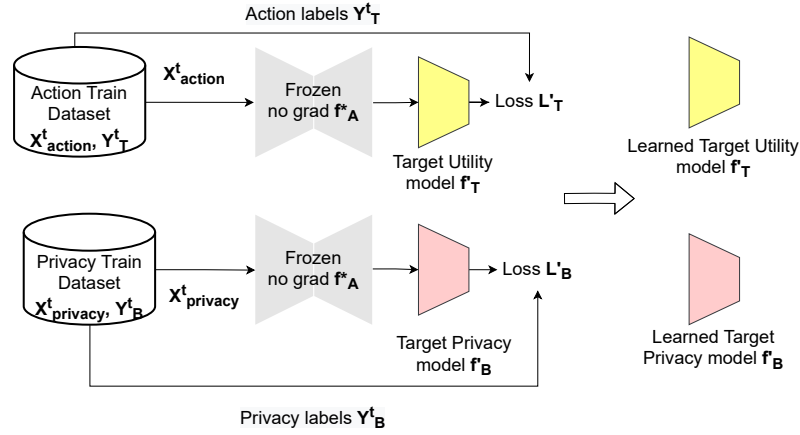 Action labels Y^t_T
Action Train
Dataset
X^t_action, Y^t_T
X^t_action
Frozen
no grad f*_A
Loss L'_T
Target Utility
model f'_T
Learned Target Utility
model f'_T
Privacy Train
Dataset
X^t_privacy, Y^t_B
X^t_privacy
Frozen
no grad f*_A
Loss L'_B
Target Privacy
model f'_B
Learned Target
Privacy model f'_B
Privacy labels Y^t_B